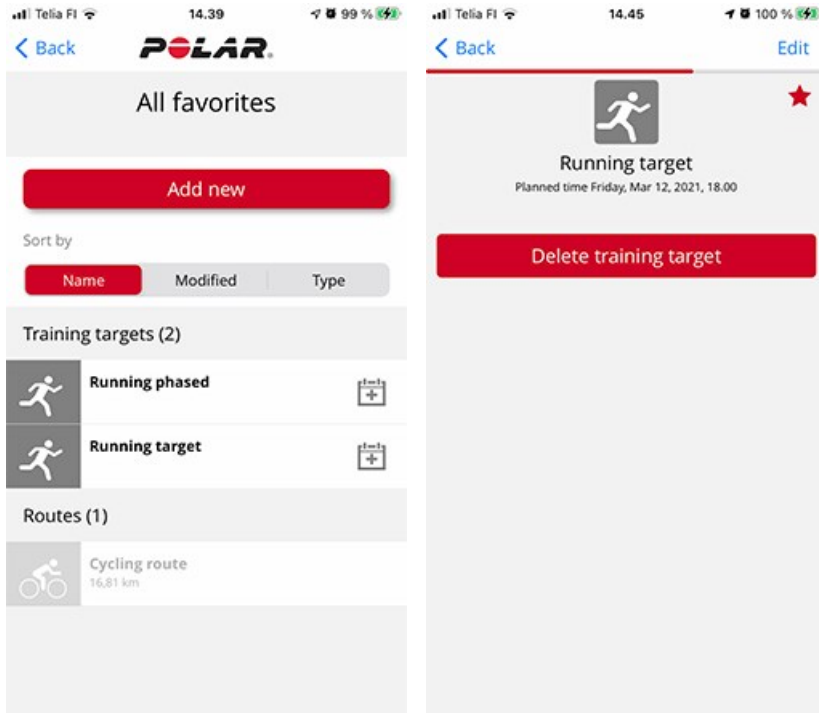 Telia FI 14.39 99 %
Back POLAR.
All favorites
Add new
Sort by
Name Modified Type
Training targets (2)
Running phased
Running target
Routes (1)
Cycling route
16,81 km
Telia FI 14.45 100 %
Back Edit
Running target
Planned time Friday, Mar 12, 2021, 18.00
Delete training target